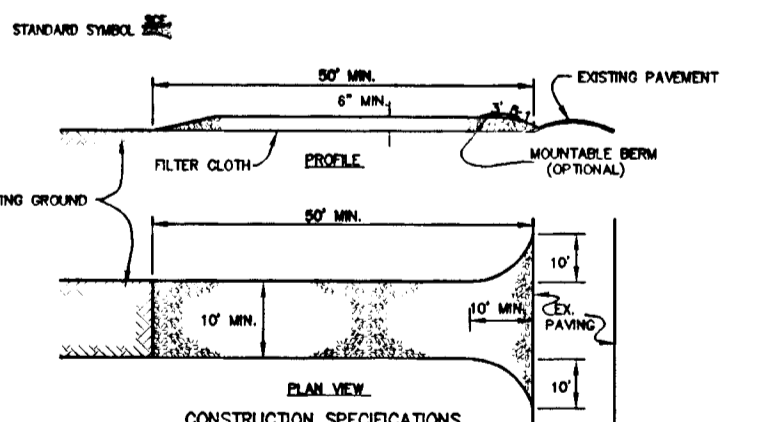 STANDARD SYMBOL SCE
50' MIN.
6" MIN.
EXISTING PAVEMENT
FILTER CLOTH
PROFILE
MOUNTABLE BERM
(OPTIONAL)
ING GROUND
50' MIN.
10'
10' MIN.
10' MIN.
EX.
PAVING
10'
PLAN VIEW
CONSTRUCTION SPECIFICATIONS